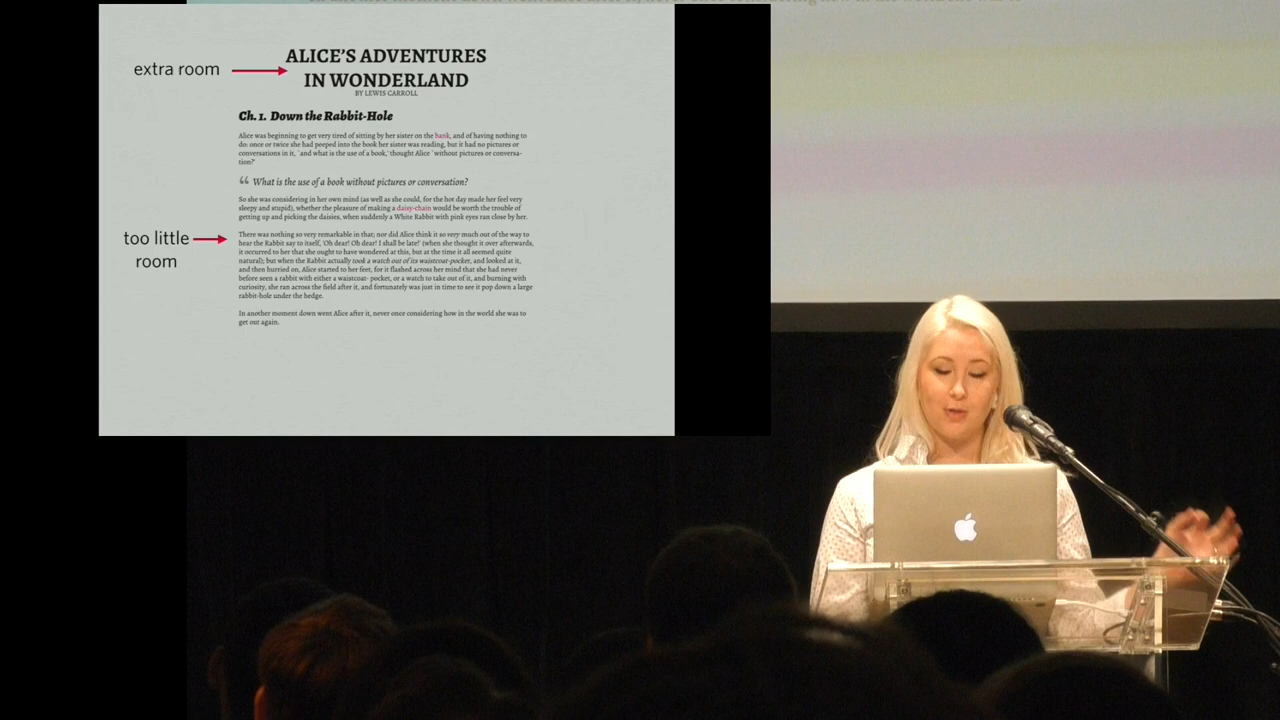 extra room
ALICE'S ADVENTURES
IN WONDERLAND
BY LEWIS CARROLL
Ch. 1. Down the Rabbit-Hole
Alice was beginning to get very tired of sitting by her sister on the bank, and of having nothing to
do: once or twice she had peeped into the book her sister was reading, but it had no pictures or
conversations in it, `and what is the use of a book,' thought Alice `without pictures or conversa-
tion?'
“ What is the use of a book without pictures or conversation?
So she was considering in her own mind (as well as she could, for the hot day made her feel very
sleepy and stupid), whether the pleasure of making a daisy-chain would be worth the trouble of
getting up and picking the daisies, when suddenly a White Rabbit with pink eyes ran close by her.
too little
room
There was nothing so very remarkable in that; nor did Alice think it so very much out of the way to
hear the Rabbit say to itself, 'Oh dear! Oh dear! I shall be late!' (when she thought it over afterwards,
it occurred to her that she ought to have wondered at this, but at the time it all seemed quite
natural); but when the Rabbit actually took a watch out of its waistcoat-pocket, and looked at it,
and then hurried on, Alice started to her feet, for it flashed across her mind that she had never
before seen a rabbit with either a waistcoat- pocket, or a watch to take out of it, and burning with
curiosity, she ran across the field after it, and fortunately was just in time to see it pop down a large
rabbit-hole under the hedge.
In another moment down went Alice after it, never once considering how in the world she was to
get out again.